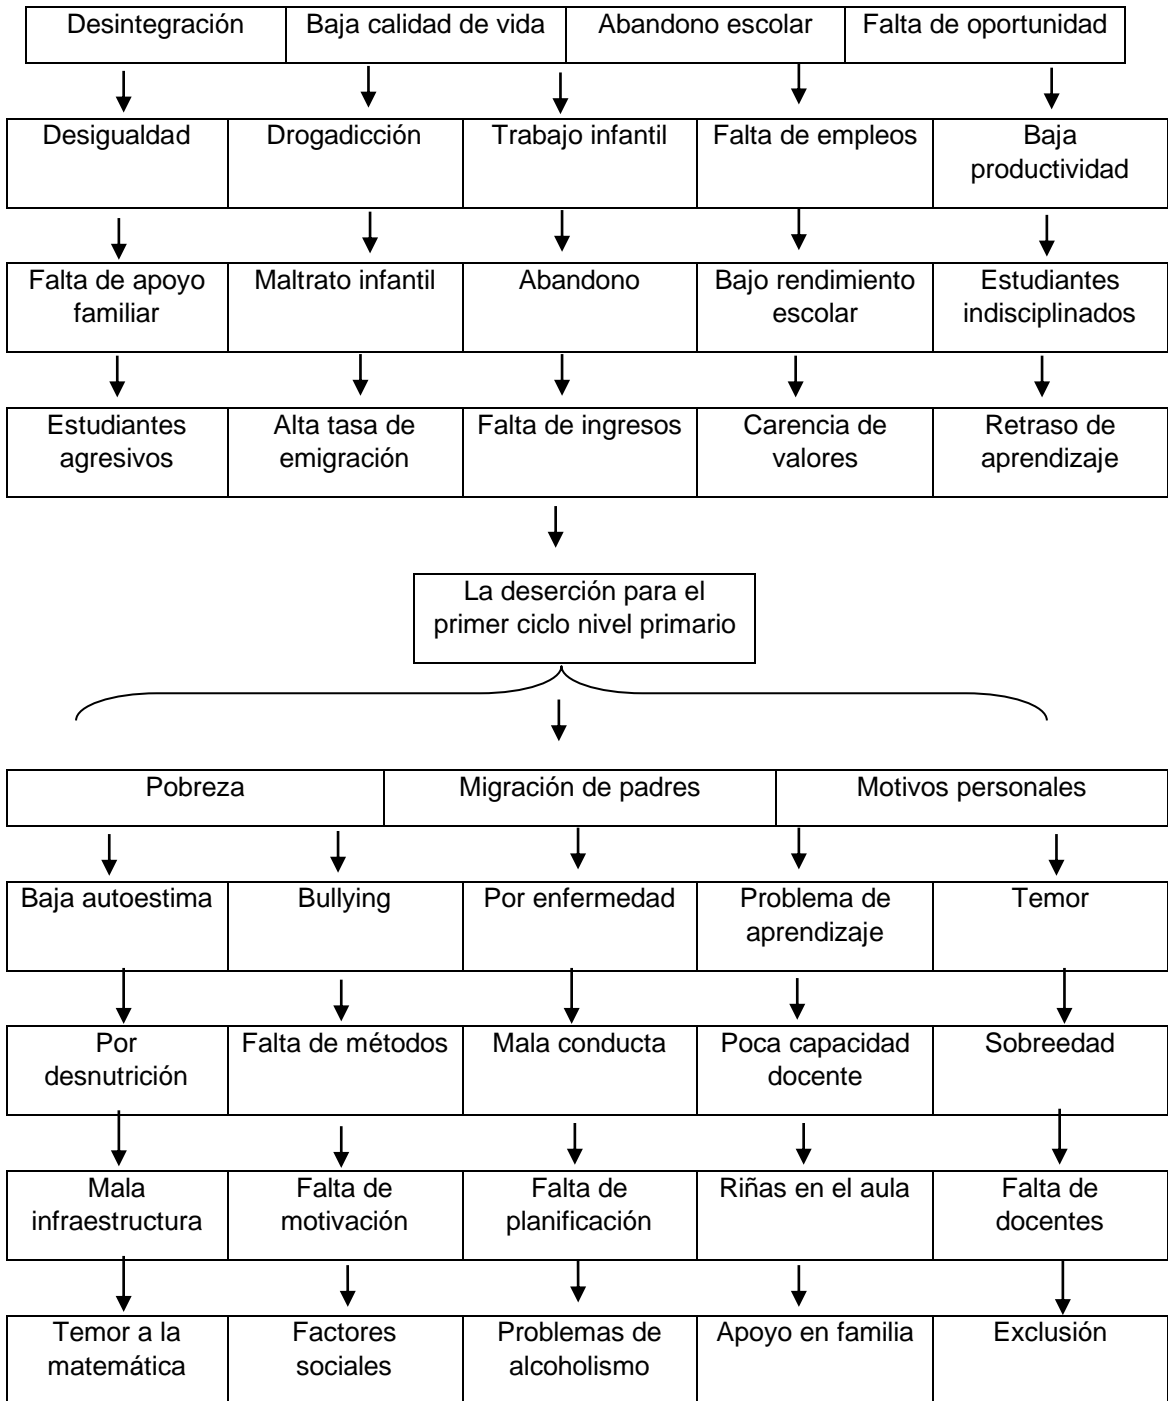 Desintegración
Baja calidad de vida
Abandono escolar
Falta de oportunidad
Desigualdad
Drogadicción
Trabajo infantil
Falta de empleos
Baja
productividad
Falta de apoyo
familiar
Maltrato infantil
Abandono
Bajo rendimiento
escolar
Estudiantes
indisciplinados
Estudiantes
agresivos
Alta tasa de
emigración
Falta de ingresos
Carencia de
valores
Retraso de
aprendizaje
La deserción para el
primer ciclo nivel primario
Pobreza
Migración de padres
Motivos personales
Baja autoestima
Bullying
Por enfermedad
Problema de
aprendizaje
Temor
Por
desnutrición
Falta de métodos
Mala conducta
Poca capacidad
docente
Sobreedad
Mala
infraestructura
Falta de
motivación
Falta de
planificación
Riñas en el aula
Falta de
docentes
Temor a la
matemática
Factores
sociales
Problemas de
alcoholismo
Apoyo en familia
Exclusión